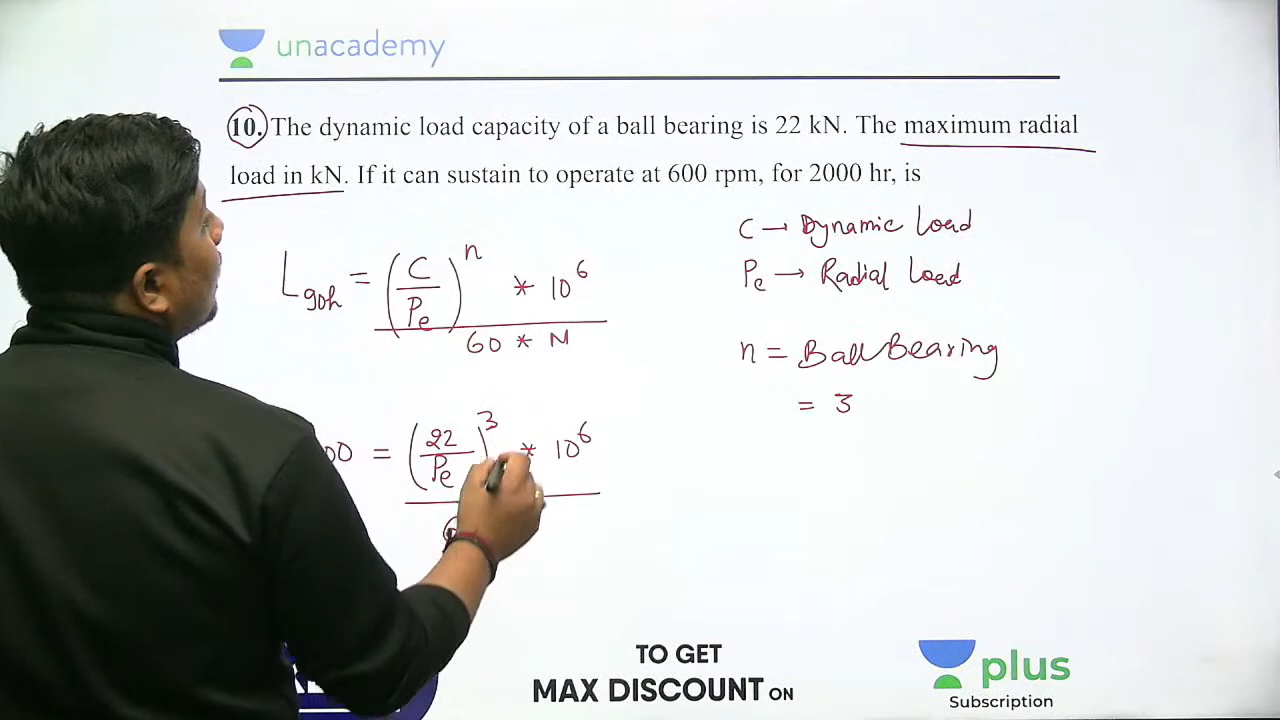 unacademy
10. The dynamic load capacity of a ball bearing is 22 kN. The maximum radial
load in kN. If it can sustain to operate at 600 rpm, for 2000 hr, is
C → Dynamic Load
Pe → Radial Load
L90h = (C/Pe)^n * 10^6
60 * N
n = Ball Bearing
= 3
00 = (22/Pe)^3 * 10^6
TO GET
MAX DISCOUNT ON
plus
Subscription